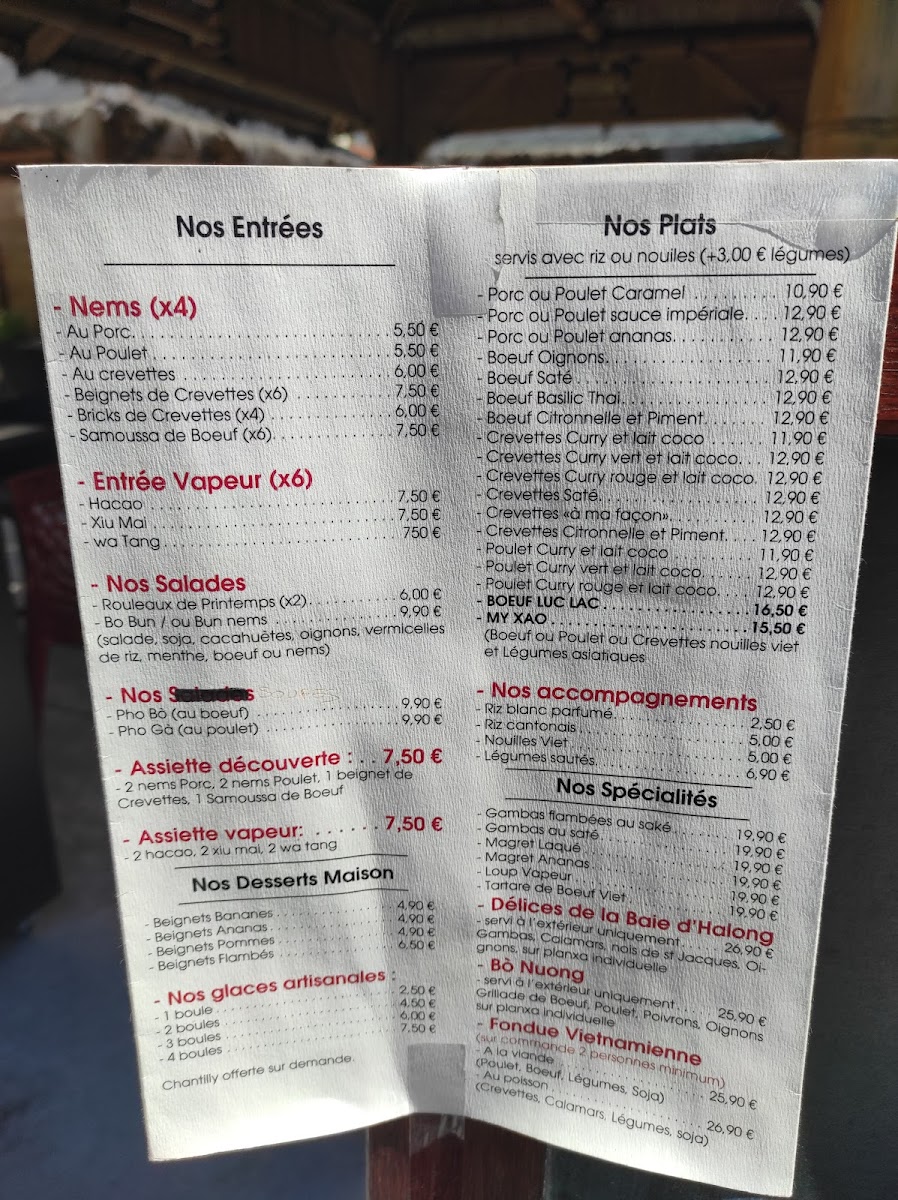 Nos Entrées
- Nems (x4)
- Au Porc.......... 5,50 €
- Au Poulet.......... 5,50 €
- Au crevettes.......... 6,00 €
- Beignets de Crevettes (x6).......... 7,50 €
- Bricks de Crevettes (x4).......... 6,00 €
- Samoussa de Boeuf (x6).......... 7,50 €
- Entrée Vapeur (x6)
- Hacao.......... 7,50 €
- Xiu Mai.......... 7,50 €
- wa Tang.......... 750 €
- Nos Salades
- Rouleaux de Printemps (x2).......... 6,00 €
- Bo Bun / ou Bun nems.......... 9,90 €
(salade, soja, cacahuètes, oignons, vermicelles
de riz, menthe, boeuf ou nems)
- Nos Salades SOUPES
- Pho Bò (au boeuf).......... 9,90 €
- Pho Gà (au poulet).......... 9,90 €
- Assiette découverte :.. 7,50 €
- 2 nems Porc, 2 nems Poulet, 1 beignet de
Crevettes, 1 Samoussa de Boeuf
- Assiette vapeur:...... 7,50 €
- 2 hacao, 2 xiu mai, 2 wa tang
Nos Desserts Maison
- Beignets Bananes.......... 4,90 €
- Beignets Ananas.......... 4,90 €
- Beignets Pommes.......... 4,90 €
- Beignets Flambés.......... 6,50 €
- Nos glaces artisanales :
- 1 boule.......... 2,50 €
- 2 boules.......... 4,50 €
- 3 boules.......... 6,00 €
- 4 boules.......... 7,50 €
Chantilly offerte sur demande.
Nos Plats
servis avec riz ou nouiles (+3,00 € légumes)
- Porc ou Poulet Caramel.......... 10,90 €
- Porc ou Poulet sauce impériale.... 12,90 €
- Porc ou Poulet ananas.......... 12,90 €
- Boeuf Oignons.......... 11,90 €
- Boeuf Saté.......... 12,90 €
- Boeuf Basilic Thai.......... 12,90 €
- Boeuf Citronnelle et Piment.......... 12,90 €
- Crevettes Curry et lait coco.......... 11,90 €
- Crevettes Curry vert et lait coco... 12,90 €
- Crevettes Curry rouge et lait coco. 12,90 €
- Crevettes Saté.......... 12,90 €
- Crevettes «à ma façon».......... 12,90 €
- Crevettes Citronnelle et Piment.... 12,90 €
- Poulet Curry et lait coco.......... 11,90 €
- Poulet Curry vert et lait coco...... 12,90 €
- Poulet Curry rouge et lait coco..... 12,90 €
- BOEUF LUC LAC.......... 16,50 €
- MY XAO.......... 15,50 €
(Boeuf ou Poulet ou Crevettes nouilles viet
et Légumes asiatiques
- Nos accompagnements
- Riz blanc parfumé.......... 2,50 €
- Riz cantonais.......... 5,00 €
- Nouilles Viet.......... 5,00 €
- Légumes sautés.......... 6,90 €
Nos Spécialités
- Gambas flambées au saké.......... 19,90 €
- Gambas au saté.......... 19,90 €
- Magret Laqué.......... 19,90 €
- Magret Ananas.......... 19,90 €
- Loup Vapeur.......... 19,90 €
- Tartare de Boeuf Viet.......... 19,90 €
- Délices de la Baie d'Halong
- servi à l'extérieur uniquement...... 26,90 €
Gambas, Calamars, nois de st Jacques, Oi-
gnons, sur planxa individuelle
- Bò Nuong
- servi à l'extérieur uniquement.......... 25,90 €
Grillade de Boeuf, Poulet, Poivrons, Oignons
sur planxa individuelle
- Fondue Vietnamienne
(sur commande 2 personnes minimum)
- A la viande.......... 25,90 €
(Poulet, Boeuf, Légumes, Soja)
- Au poisson.......... 26,90 €
(Crevettes, Calamars, Légumes, soja)